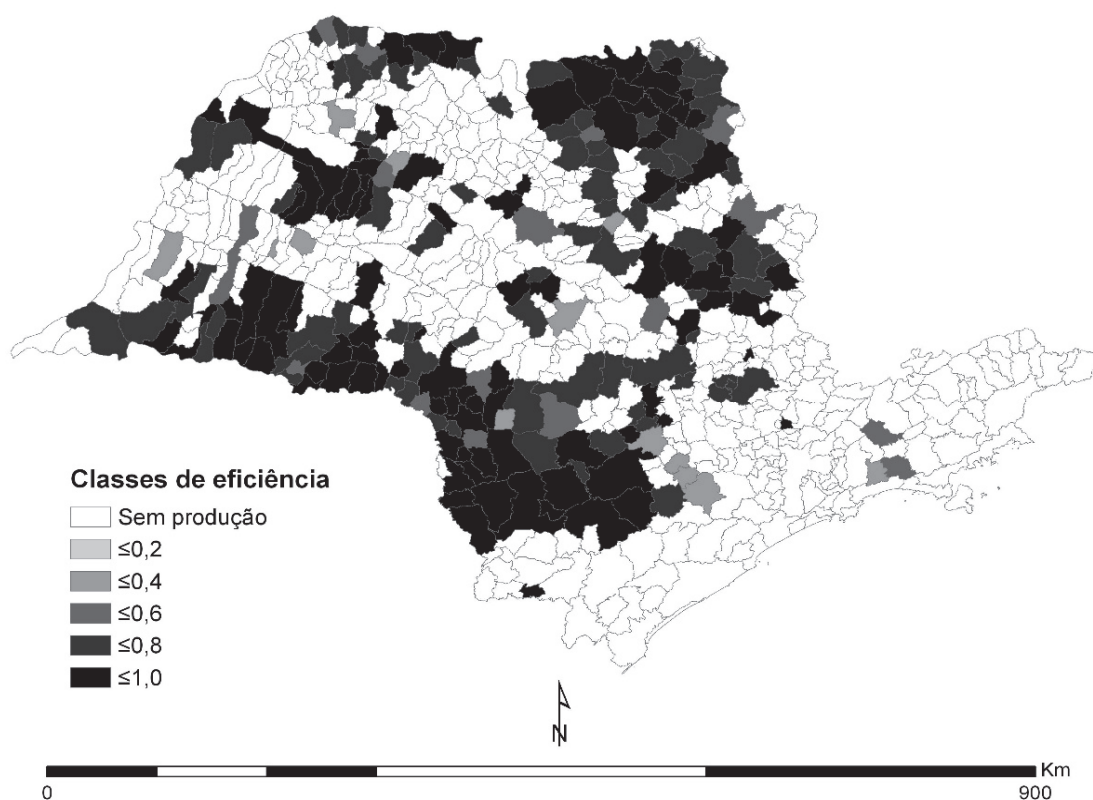 Classes de eficiência
Sem produção
≤0,2
≤0,4
≤0,6
≤0,8
≤1,0
N
Km
0 900